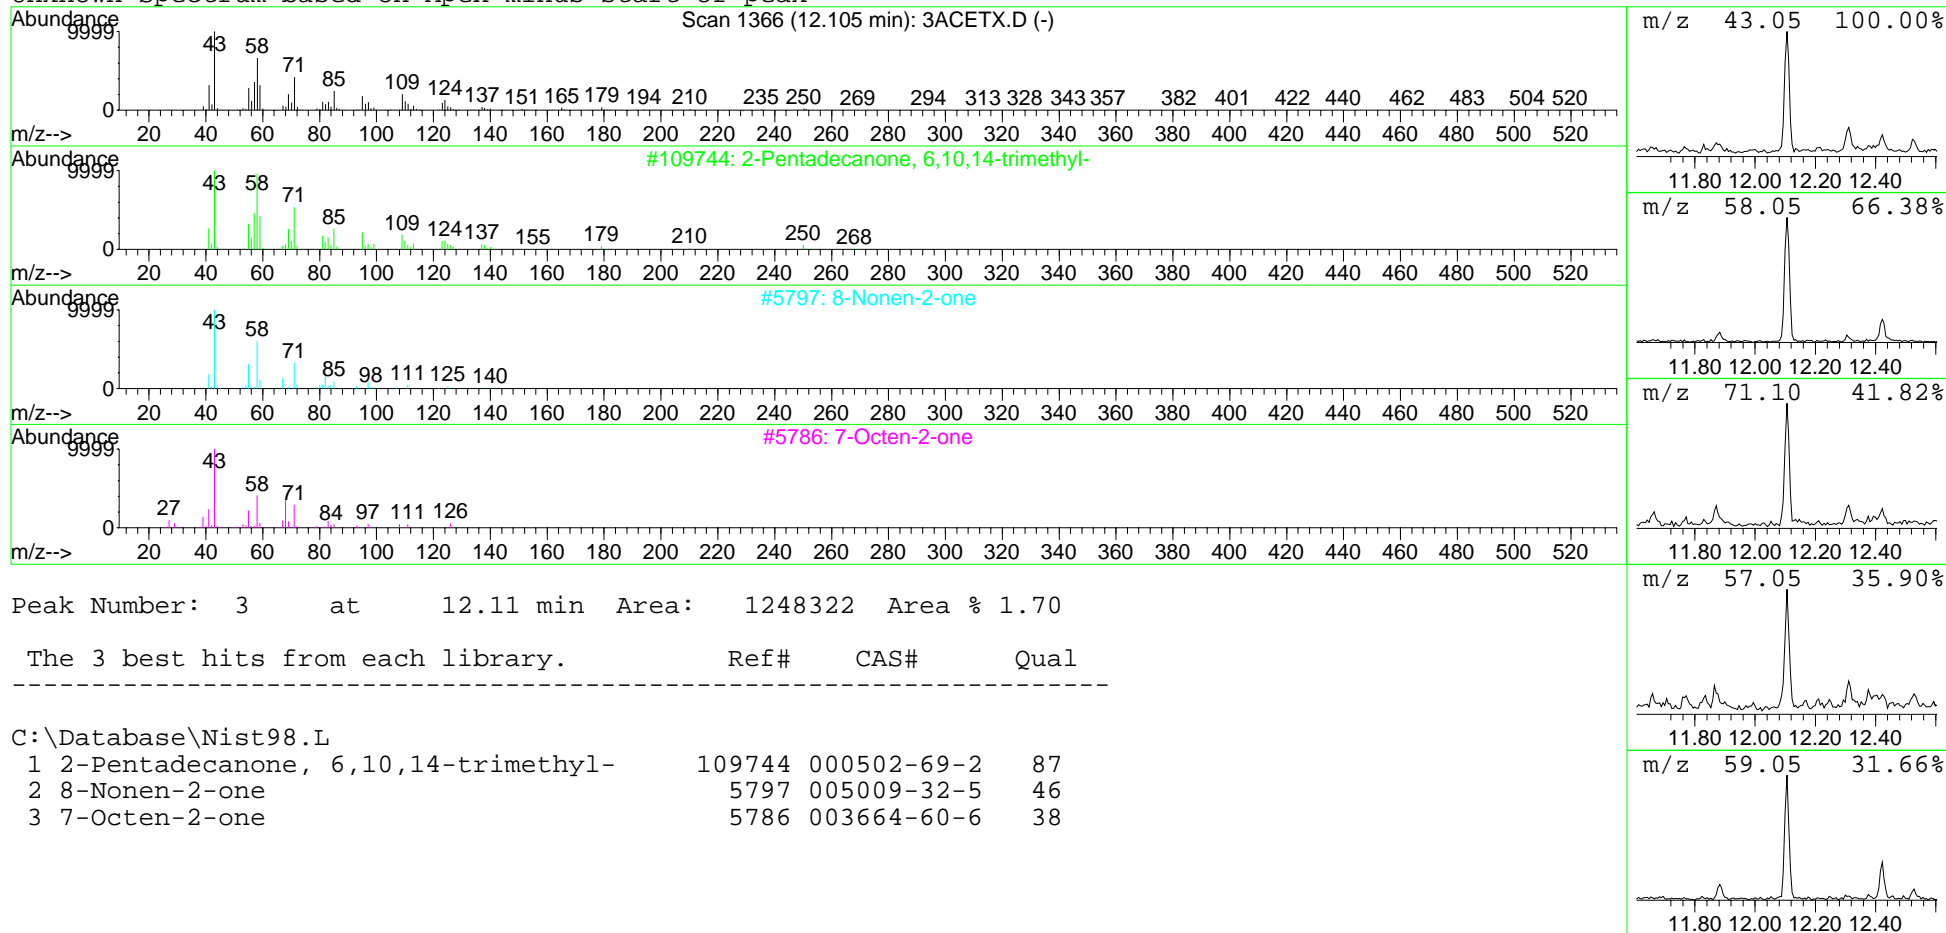 Unknown Spectrum based on Apex minus start of peak
Abundance
Scan 1366 (12.105 min): 3ACETX.D (-)
9999
43 58 71 85 109 124 137 151 165 179 194 210 235 250 269 294 313 328 343 357 382 401 422 440 462 483 504 520
0
20 40 60 80 100 120 140 160 180 200 220 240 260 280 300 320 340 360 380 400 420 440 460 480 500 520
m/z-->
Abundance
#109744: 2-Pentadecanone, 6,10,14-trimethyl-
9999
43 58 71 85 109 124 137 155 179 210 250 268
0
20 40 60 80 100 120 140 160 180 200 220 240 260 280 300 320 340 360 380 400 420 440 460 480 500 520
m/z-->
Abundance
#5797: 8-Nonen-2-one
9999
43 58 71 85 98 111 125 140
0
20 40 60 80 100 120 140 160 180 200 220 240 260 280 300 320 340 360 380 400 420 440 460 480 500 520
m/z-->
Abundance
#5786: 7-Octen-2-one
9999
27 43 58 71 84 97 111 126
0
20 40 60 80 100 120 140 160 180 200 220 240 260 280 300 320 340 360 380 400 420 440 460 480 500 520
m/z-->
m/z 43.05 100.00%
11.80 12.00 12.20 12.40
m/z 58.05 66.38%
11.80 12.00 12.20 12.40
m/z 71.10 41.82%
11.80 12.00 12.20 12.40
m/z 57.05 35.90%
11.80 12.00 12.20 12.40
m/z 59.05 31.66%
11.80 12.00 12.20 12.40
Peak Number: 3 at 12.11 min Area: 1248322 Area % 1.70
The 3 best hits from each library. Ref# CAS# Qual
C:\Database\Nist98.L
1 2-Pentadecanone, 6,10,14-trimethyl- 109744 000502-69-2 87
2 8-Nonen-2-one 5797 005009-32-5 46
3 7-Octen-2-one 5786 003664-60-6 38